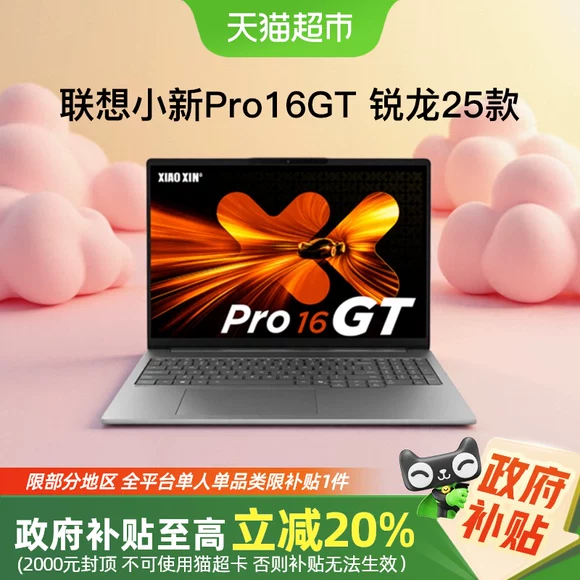 天猫超市
联想小新Pro16GT 锐龙25款
XIAO XIN
Pro 16 GT
限部分地区 全平台单人单品类限补贴1件
政府补贴至高 立减20%
(2000元封顶 不可使用猫超卡 否则补贴无法生效)
政府
补贴